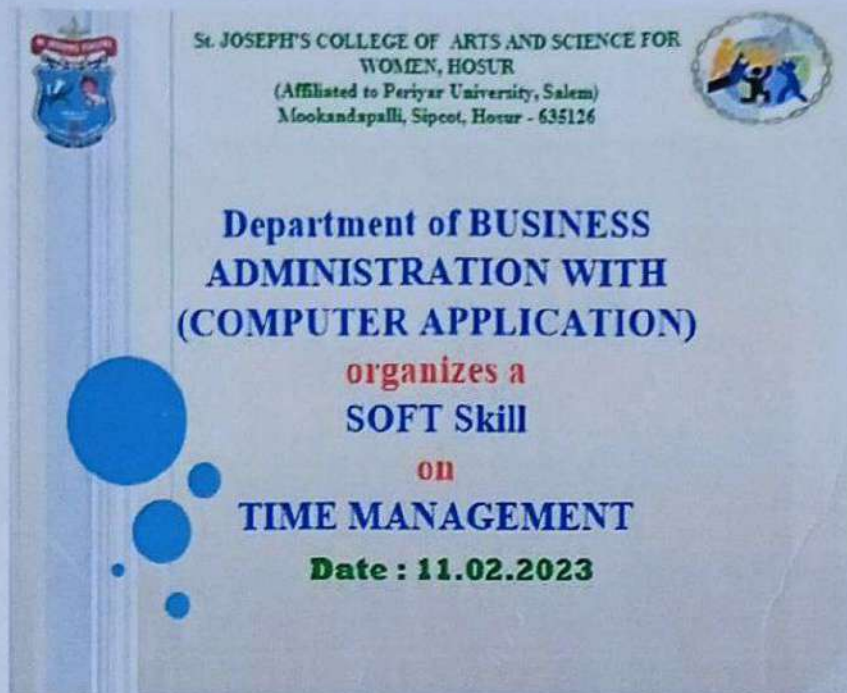 St. JOSEPH'S COLLEGE OF ARTS AND SCIENCE FOR
WOMEN, HOSUR
(Affiliated to Periyar University, Salem)
Mookandapalli, Sipcot, Hosur - 635126
Department of BUSINESS
ADMINISTRATION WITH
(COMPUTER APPLICATION)
organizes a
SOFT Skill
on
TIME MANAGEMENT
Date : 11.02.2023